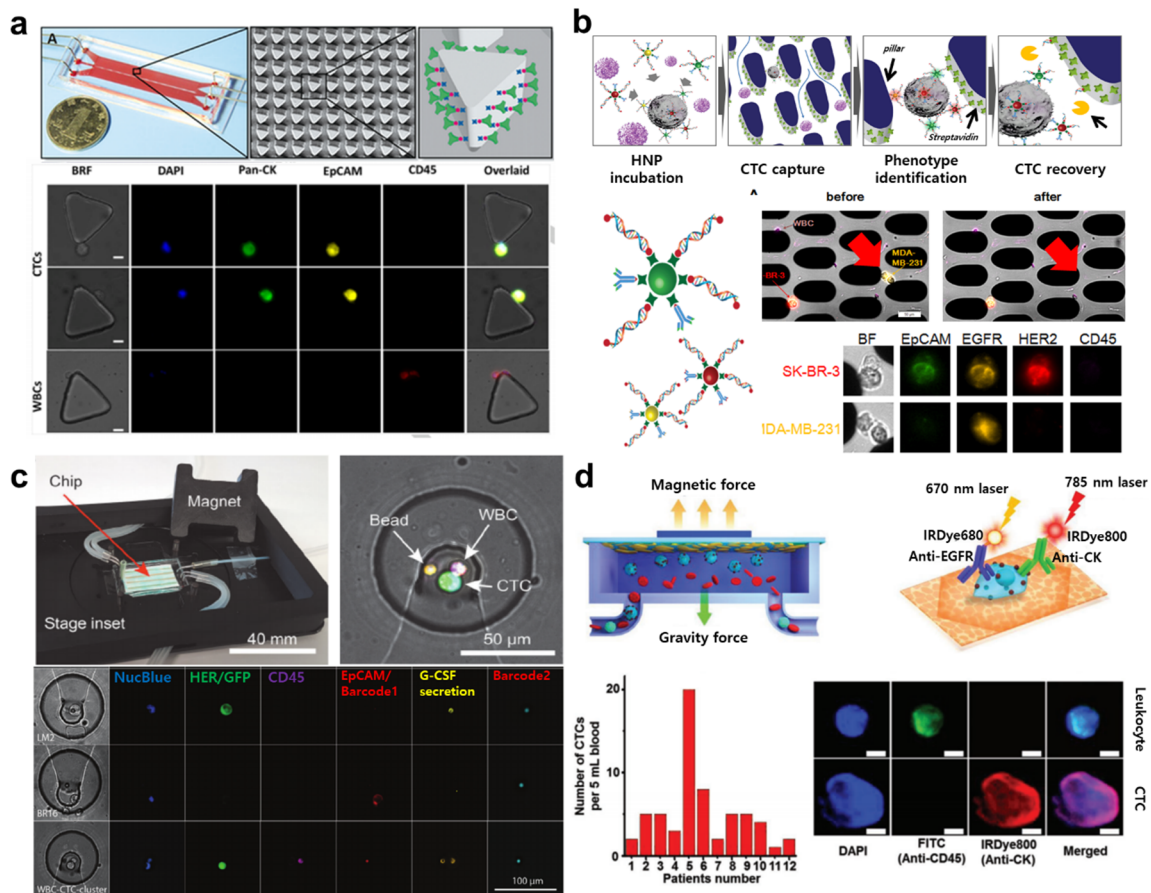 a
A
BRF DAPI Pan-CK EpCAM CD45 Overlaid
CTCs
WBCs
b
pillar
Streptavidin
HNP
incubation
CTC capture
Phenotype
identification
CTC recovery
before
after
WBC
MDA-
MB-231
BR-3
BF EpCAM EGFR HER2 CD45
SK-BR-3
MDA-MB-231
c
Chip
Magnet
Stage inset
40 mm
Bead
WBC
CTC
50 µm
NucBlue
HER/GFP
CD45
EpCAM/
Barcode1
G-CSF
secretion
Barcode2
LM2
BR16
WBC-CTC-cluster
100 µm
d
Magnetic force
Gravity force
670 nm laser
785 nm laser
IRDye680
Anti-EGFR
IRDye800
Anti-CK
Number of CTCs
per 5 mL blood
20
10
0
1 2 3 4 5 6 7 8 9 10 11 12
Patients number
Leukocyte
CTC
DAPI
FITC
(Anti-CD45)
IRDye800
(Anti-CK)
Merged